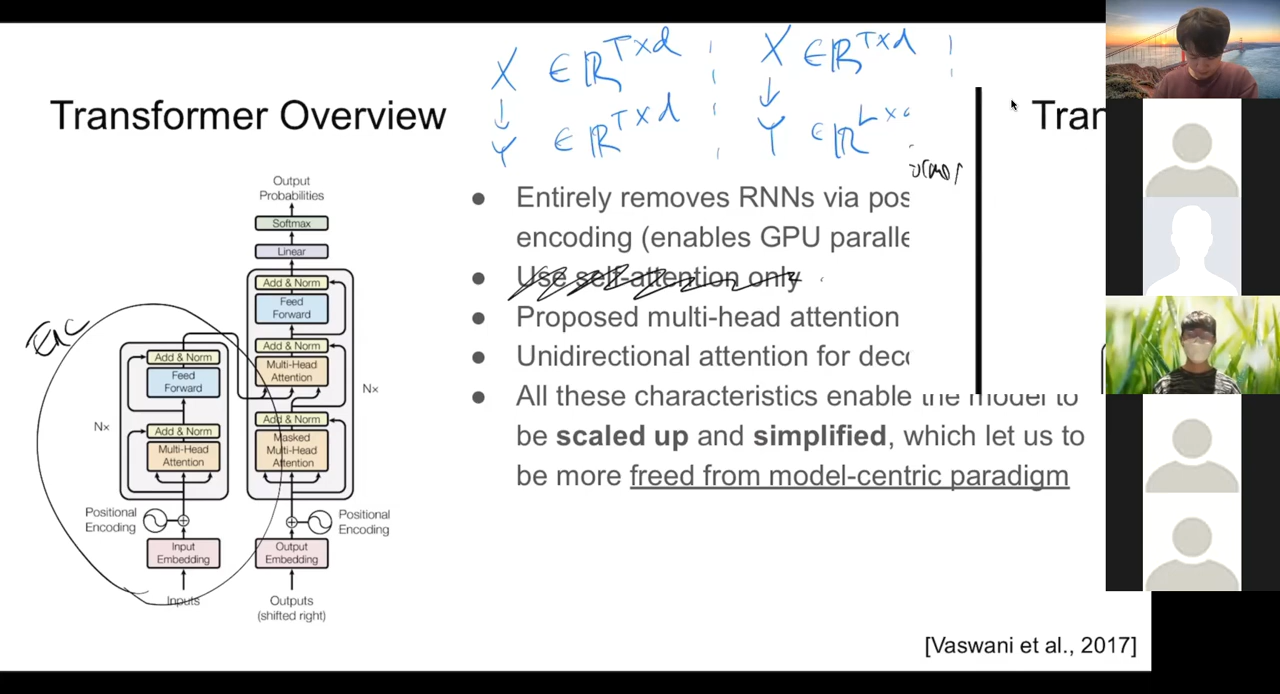 X ∈ ℝ^{T×d} X ∈ ℝ^{T×d}
↓ ↓
Y ∈ ℝ^{T×d} Y ∈ ℝ^{L×
Transformer Overview
Tran
Entirely removes RNNs via pos
encoding (enables GPU paralle
Use self-attention only
Proposed multi-head attention
Unidirectional attention for dec
All these characteristics enable the model to
be scaled up and simplified, which let us to
be more freed from model-centric paradigm
Output
Probabilities
Softmax
Linear
Add & Norm
Feed
Forward
Add & Norm
Multi-Head
Attention
Nx
Add & Norm
Masked
Multi-Head
Attention
Positional
Encoding
Output
Embedding
Outputs
(shifted right)
Enc
Add & Norm
Feed
Forward
Nx
Add & Norm
Multi-Head
Attention
Positional
Encoding
Input
Embedding
Inputs
[Vaswani et al., 2017]